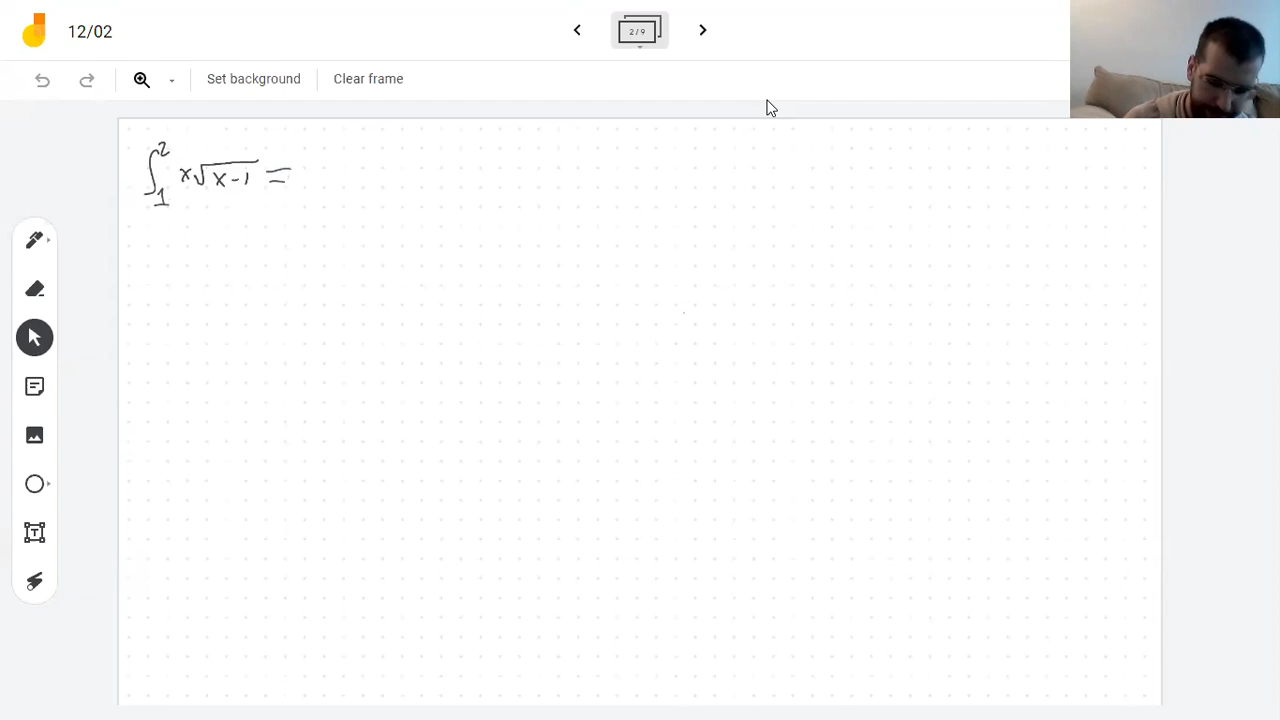 12/02
2/9
Set background
Clear frame
∫₁² x√(x-1) =
T